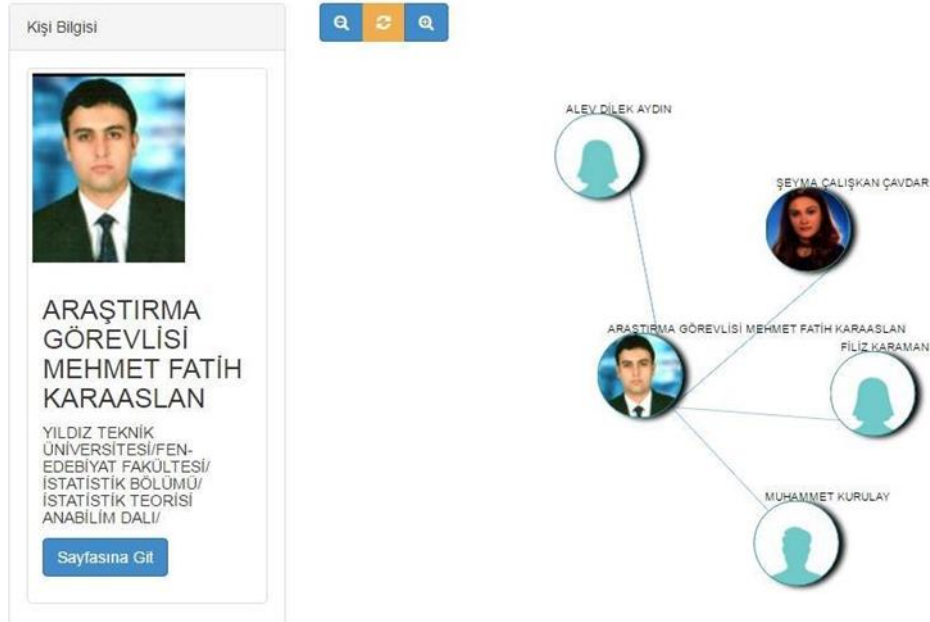 Kişi Bilgisi
ARAŞTIRMA
GÖREVLİSİ
MEHMET FATİH
KARAASLAN
YILDIZ TEKNİK
ÜNİVERSİTESİ/FEN-
EDEBİYAT FAKÜLTESİ/
İSTATİSTİK BÖLÜMÜ/
İSTATİSTİK TEORİSİ
ANABİLİM DALI/
Sayfasına Git
ALEV DİLEK AYDIN
ŞEYMA ÇALIŞKAN ÇAVDAR
ARAŞTIRMA GÖREVLİSİ MEHMET FATİH KARAASLAN
FİLİZ KARAMAN
MUHAMMET KURULAY